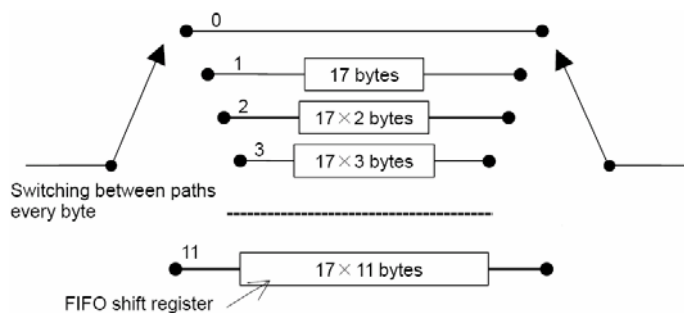 0
1
17 bytes
2
17×2 bytes
3
17×3 bytes
Switching between paths
every byte
11
17×11 bytes
FIFO shift register